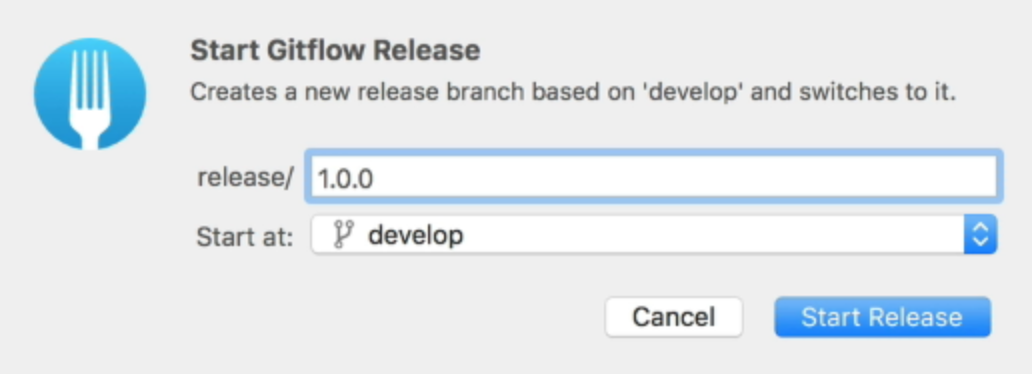 Start Gitflow Release
Creates a new release branch based on 'develop' and switches to it.
release/ 1.0.0
Start at: develop
Cancel Start Release